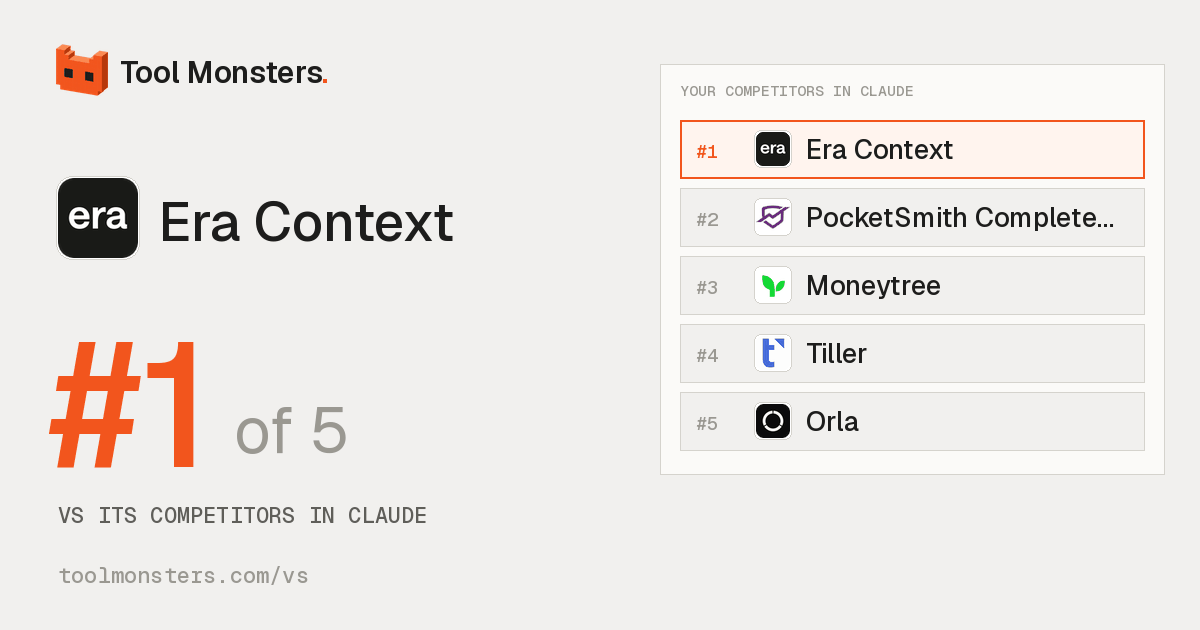 Tool Monsters.
era
Era Context
#1 of 5
VS ITS COMPETITORS IN CLAUDE
toolmonsters.com/vs
YOUR COMPETITORS IN CLAUDE
#1 era Era Context
#2 PocketSmith Complete...
#3 Moneytree
#4 Tiller
#5 Orla